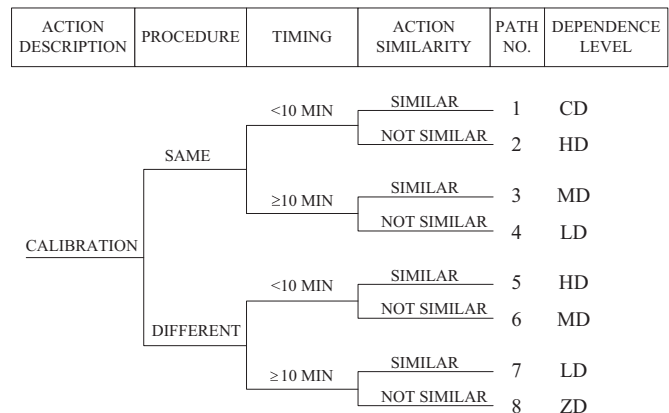 ACTION DESCRIPTION
PROCEDURE
TIMING
ACTION SIMILARITY
PATH NO.
DEPENDENCE LEVEL
<10 MIN
SIMILAR
1
CD
NOT SIMILAR
2
HD
SAME
≥10 MIN
SIMILAR
3
MD
NOT SIMILAR
4
LD
CALIBRATION
<10 MIN
SIMILAR
5
HD
NOT SIMILAR
6
MD
DIFFERENT
≥10 MIN
SIMILAR
7
LD
NOT SIMILAR
8
ZD